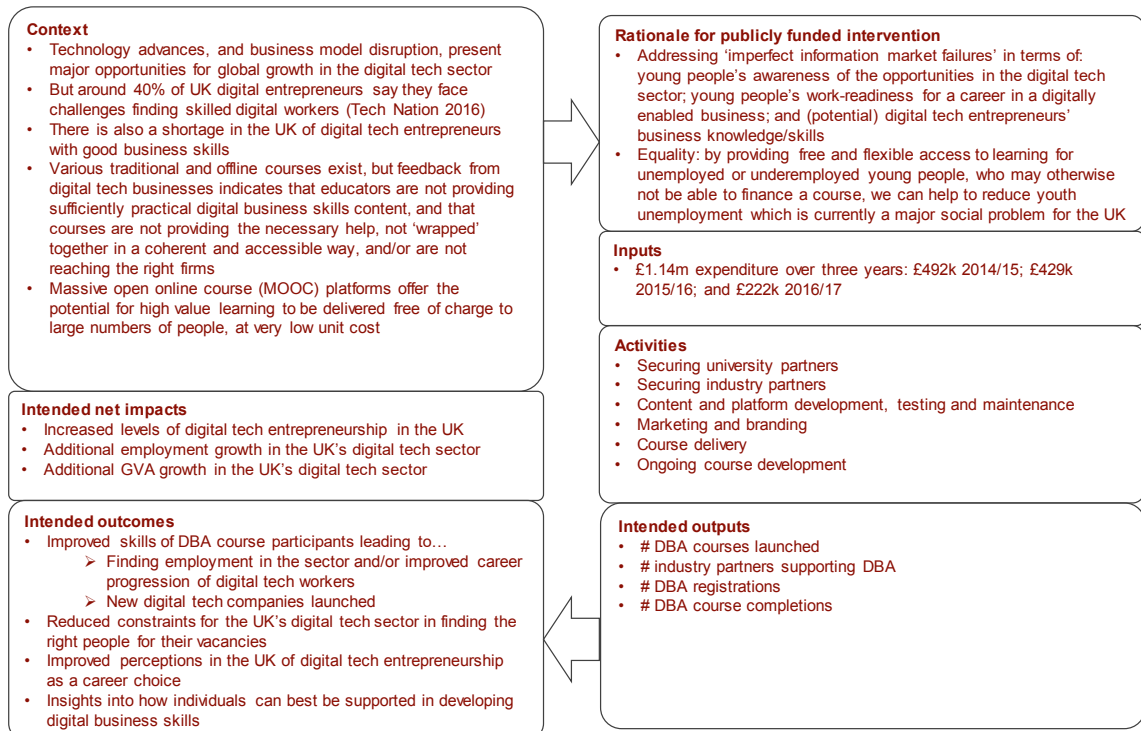 Context
• Technology advances, and business model disruption, present
major opportunities for global growth in the digital tech sector
• But around 40% of UK digital entrepreneurs say they face
challenges finding skilled digital workers (Tech Nation 2016)
• There is also a shortage in the UK of digital tech entrepreneurs
with good business skills
• Various traditional and offline courses exist, but feedback from
digital tech businesses indicates that educators are not providing
sufficiently practical digital business skills content, and that
courses are not providing the necessary help, not ‘wrapped’
together in a coherent and accessible way, and/or are not
reaching the right firms
• Massive open online course (MOOC) platforms offer the
potential for high value learning to be delivered free of charge to
large numbers of people, at very low unit cost
Rationale for publicly funded intervention
• Addressing ‘imperfect information market failures’ in terms of:
young people’s awareness of the opportunities in the digital tech
sector; young people’s work-readiness for a career in a digitally
enabled business; and (potential) digital tech entrepreneurs’
business knowledge/skills
• Equality: by providing free and flexible access to learning for
unemployed or underemployed young people, who may otherwise
not be able to finance a course, we can help to reduce youth
unemployment which is currently a major social problem for the UK
Inputs
• £1.14m expenditure over three years: £492k 2014/15; £429k
2015/16; and £222k 2016/17
Activities
• Securing university partners
• Securing industry partners
• Content and platform development, testing and maintenance
• Marketing and branding
• Course delivery
• Ongoing course development
Intended outputs
• # DBA courses launched
• # industry partners supporting DBA
• # DBA registrations
• # DBA course completions
Intended outcomes
• Improved skills of DBA course participants leading to…
➢ Finding employment in the sector and/or improved career
progression of digital tech workers
➢ New digital tech companies launched
• Reduced constraints for the UK’s digital tech sector in finding the
right people for their vacancies
• Improved perceptions in the UK of digital tech entrepreneurship
as a career choice
• Insights into how individuals can best be supported in developing
digital business skills
Intended net impacts
• Increased levels of digital tech entrepreneurship in the UK
• Additional employment growth in the UK’s digital tech sector
• Additional GVA growth in the UK’s digital tech sector